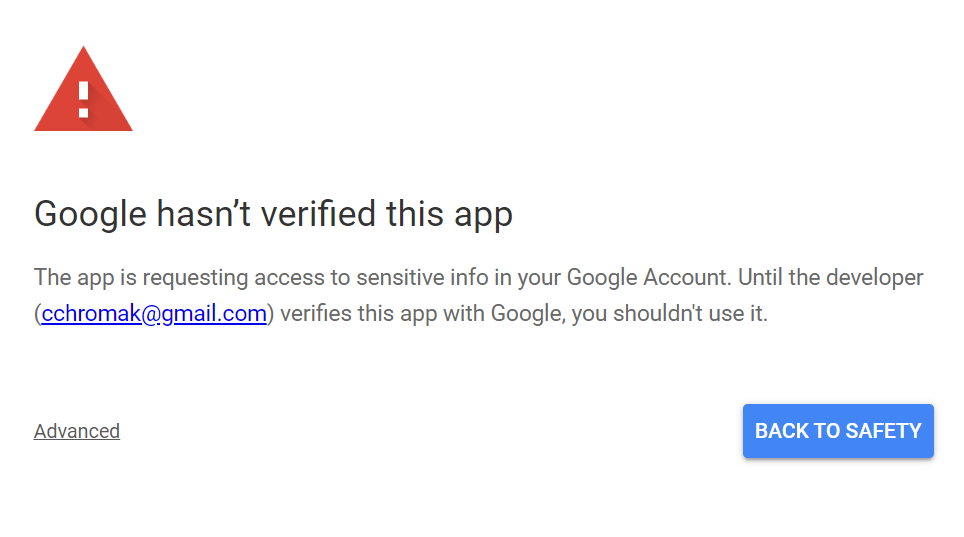 Google hasn’t verified this app
The app is requesting access to sensitive info in your Google Account. Until the developer
(cchromak@gmail.com) verifies this app with Google, you shouldn't use it.
Advanced
BACK TO SAFETY